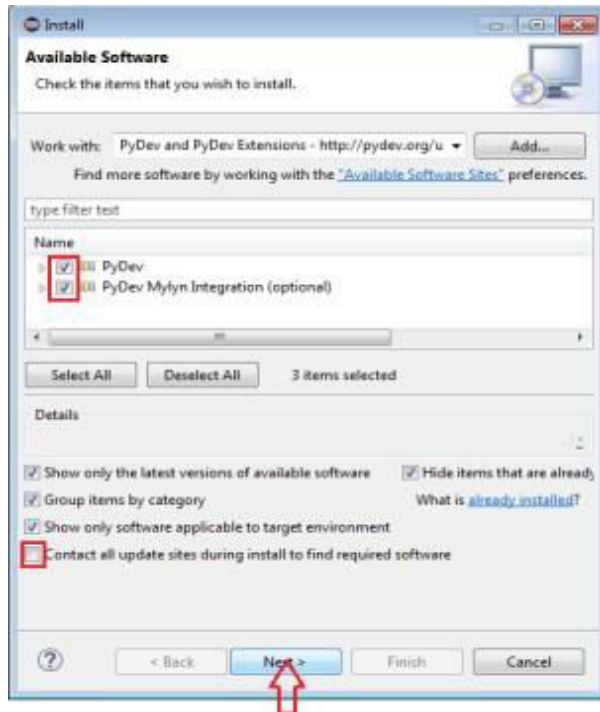 Install
Available Software
Check the items that you wish to install.
Work with: PyDev and PyDev Extensions - http://pydev.org/u Add...
Find more software by working with the "Available Software Sites" preferences.
type filter text
Name
PyDev
PyDev Mylyn Integration (optional)
Select All Deselect All 3 items selected
Details
Show only the latest versions of available software Hide items that are already
Group items by category What is already installed?
Show only software applicable to target environment
Contact all update sites during install to find required software
? < Back Next > Finish Cancel